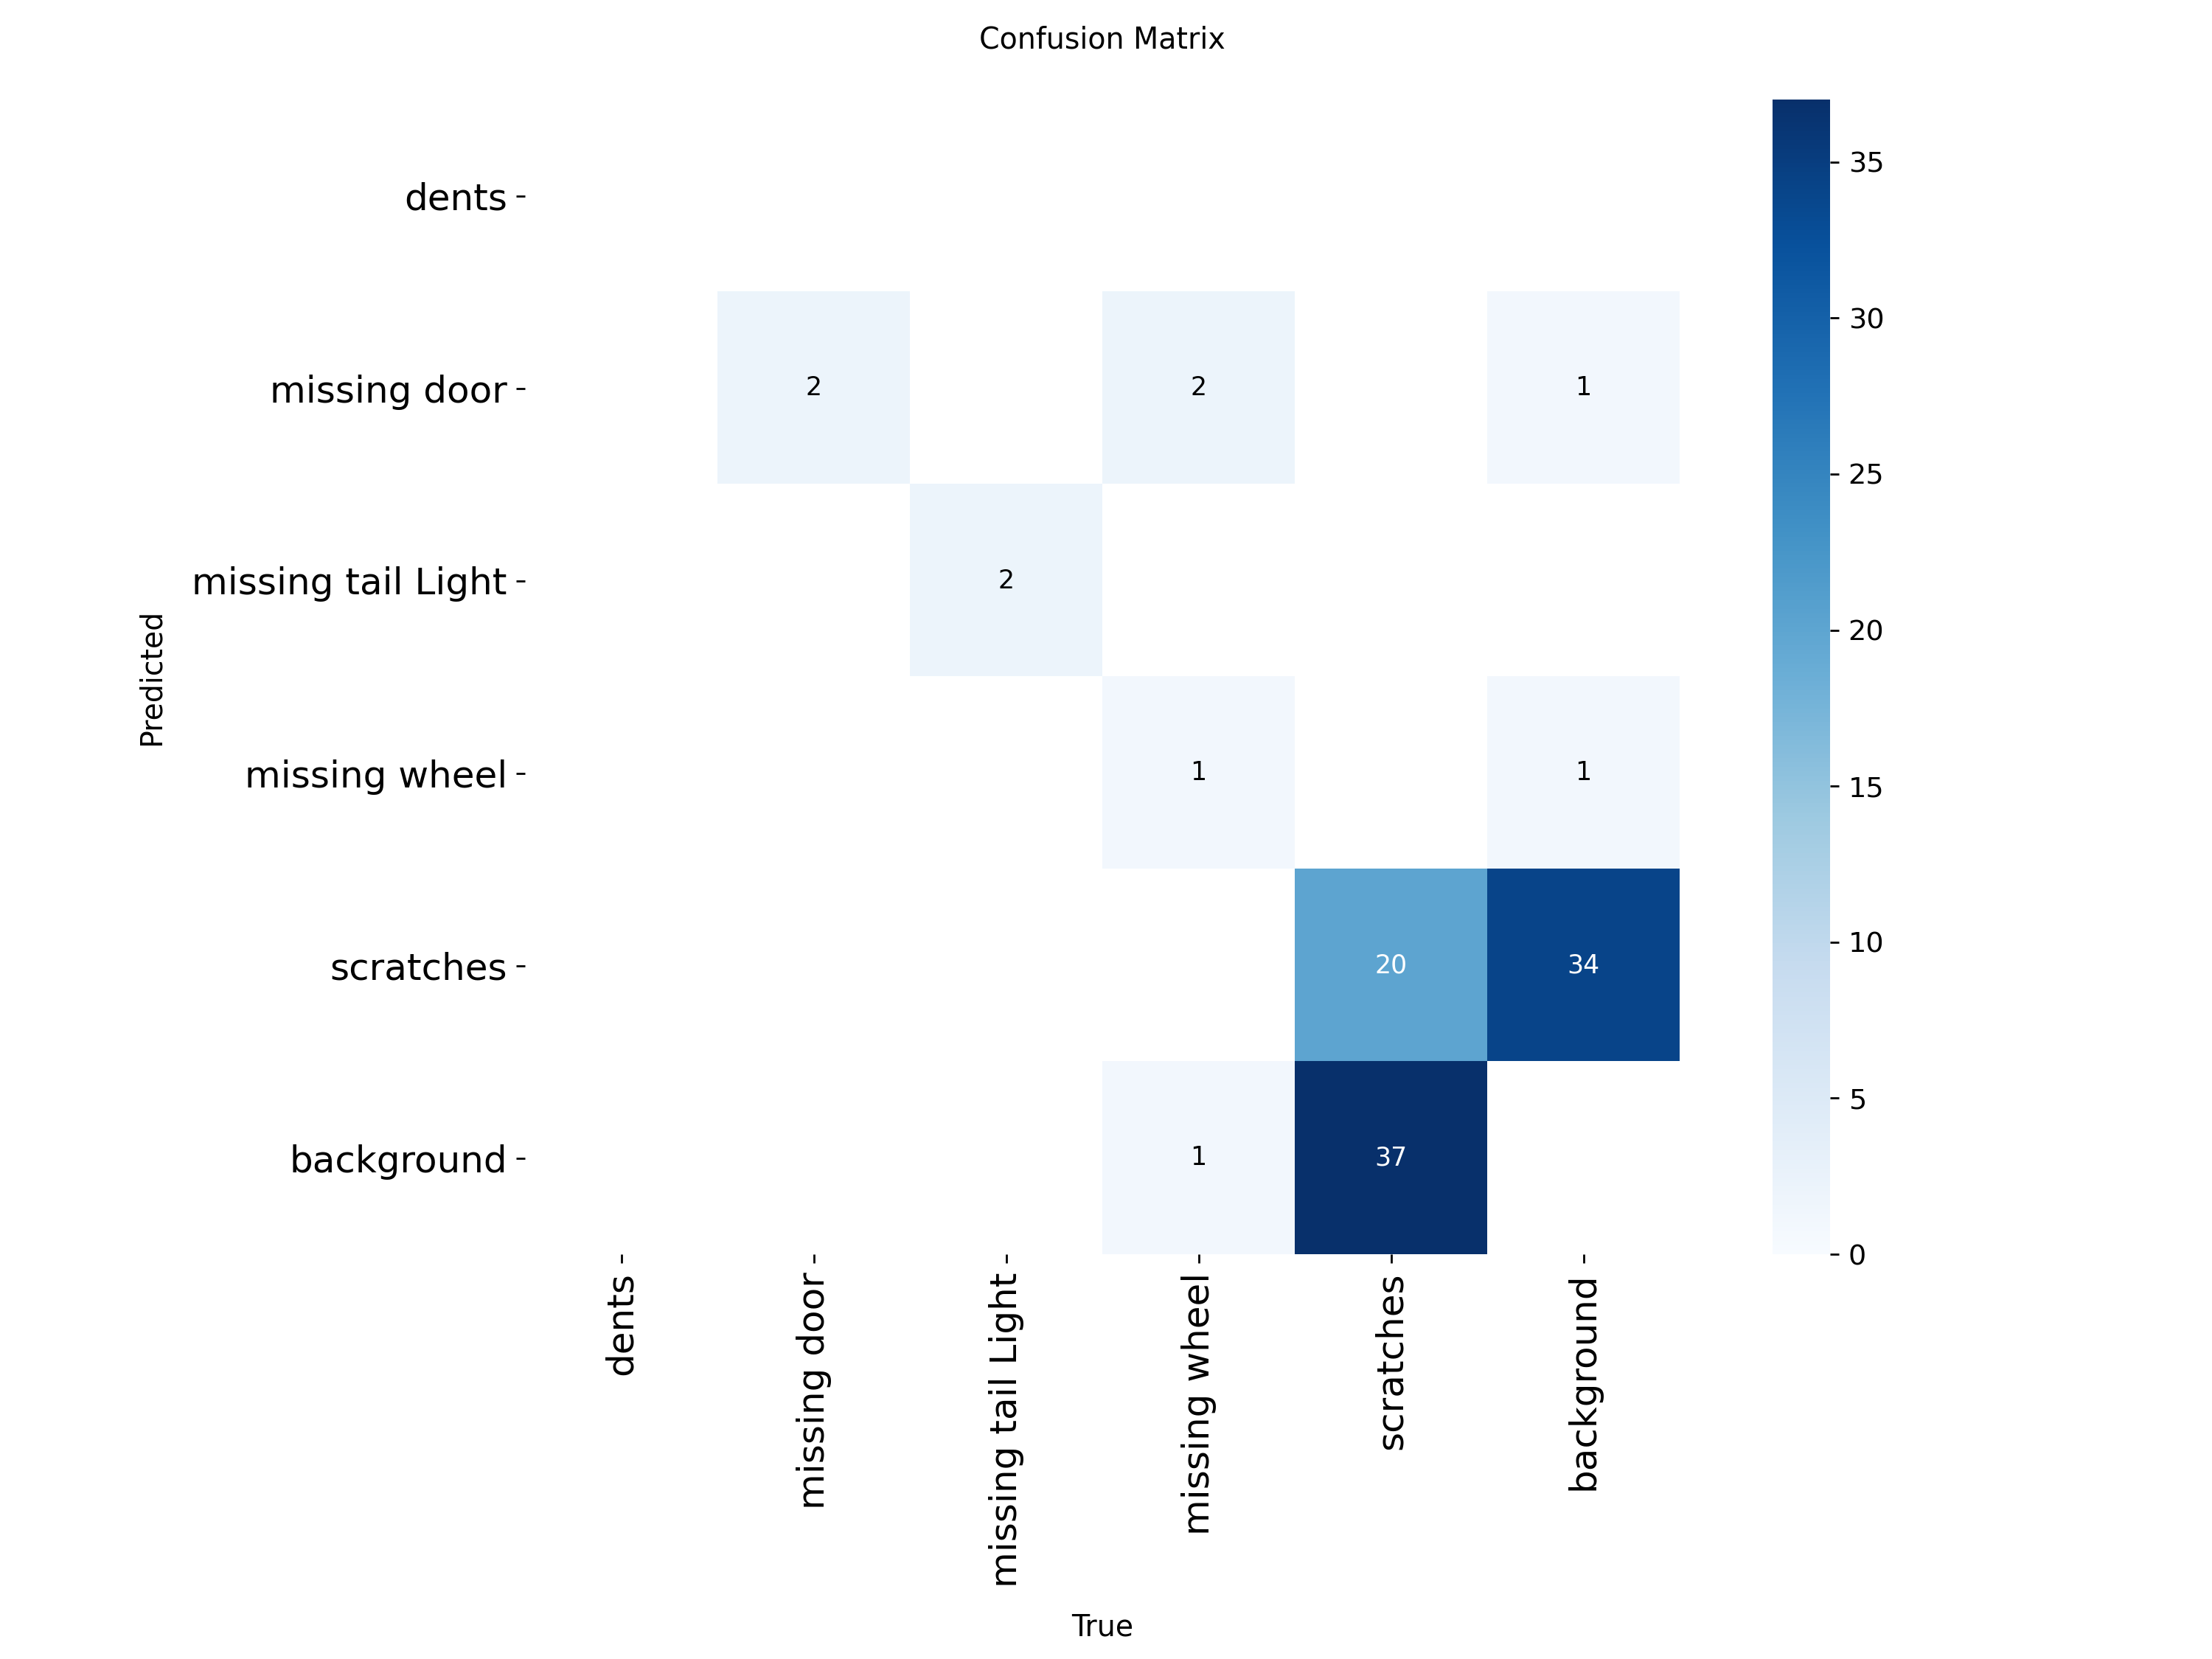 Confusion Matrix
dents
missing door
missing tail Light
missing wheel
scratches
background
Predicted
2 2 1
2
1 1
20 34
1 37
35
30
25
20
15
10
5
0
dents
missing door
missing tail Light
missing wheel
scratches
background
True